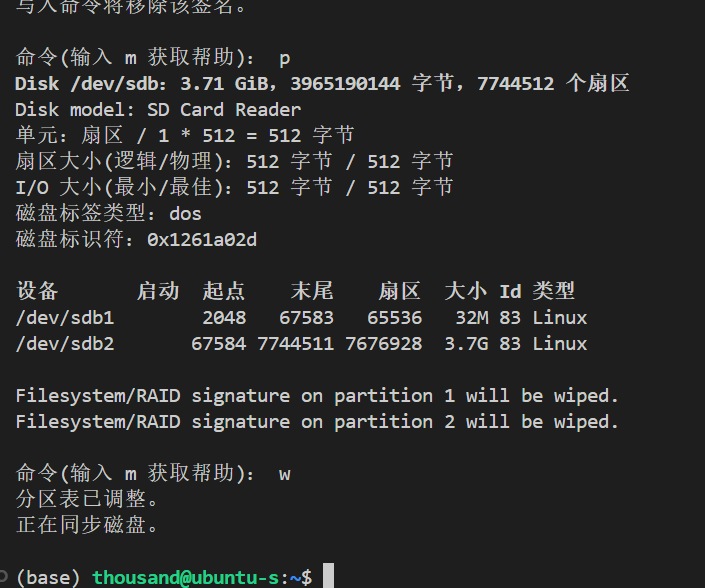 写入命令将移除该签名。
命令(输入 m 获取帮助)： p
Disk /dev/sdb：3.71 GiB，3965190144 字节，7744512 个扇区
Disk model: SD Card Reader
单元：扇区 / 1 * 512 = 512 字节
扇区大小(逻辑/物理)：512 字节 / 512 字节
I/O 大小(最小/最佳)：512 字节 / 512 字节
磁盘标签类型：dos
磁盘标识符：0x1261a02d
设备 启动 起点 末尾 扇区 大小 Id 类型
/dev/sdb1 2048 67583 65536 32M 83 Linux
/dev/sdb2 67584 7744511 7676928 3.7G 83 Linux
Filesystem/RAID signature on partition 1 will be wiped.
Filesystem/RAID signature on partition 2 will be wiped.
命令(输入 m 获取帮助)： w
分区表已调整。
正在同步磁盘。
(base) thousand@ubuntu-s:~$